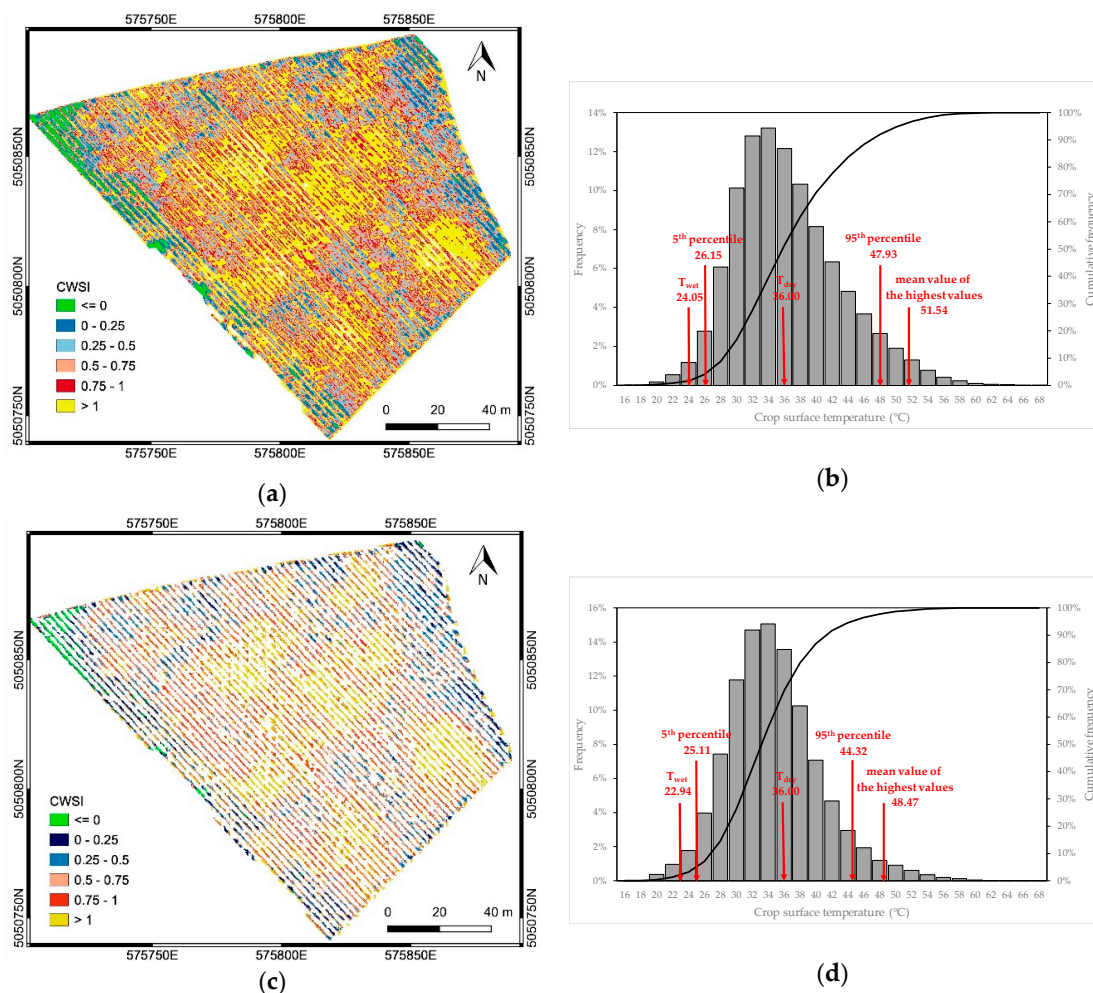 575750E 575800E 575850E
5050850N
5050800N
5050750N
N
5050850N
5050800N
5050750N
CWSI
<= 0
0 - 0.25
0.25 - 0.5
0.5 - 0.75
0.75 - 1
> 1
0 20 40 m
575750E 575800E 575850E
(a)
14%
12%
10%
8%
6%
4%
2%
0%
Frequency
100%
90%
80%
70%
60%
50%
40%
30%
20%
10%
0%
Cumulative frequency
5th percentile
26.15
Twet
24.05
Tdry
36.00
95th percentile
47.93
mean value of
the highest values
51.54
16 18 20 22 24 26 28 30 32 34 36 38 40 42 44 46 48 50 52 54 56 58 60 62 64 66 68
Crop surface temperature (°C)
(b)
575750E 575800E 575850E
5050850N
5050800N
5050750N
N
5050850N
5050800N
5050750N
CWSI
<= 0
0 - 0.25
0.25 - 0.5
0.5 - 0.75
0.75 - 1
> 1
0 20 40 m
575750E 575800E 575850E
(c)
16%
14%
12%
10%
8%
6%
4%
2%
0%
Frequency
100%
90%
80%
70%
60%
50%
40%
30%
20%
10%
0%
Cumulative frequency
5th percentile
25.11
Twet
22.94
Tdry
36.00
95th percentile
44.32
mean value of
the highest values
48.47
16 18 20 22 24 26 28 30 32 34 36 38 40 42 44 46 48 50 52 54 56 58 60 62 64 66 68
Crop surface temperature (°C)
(d)